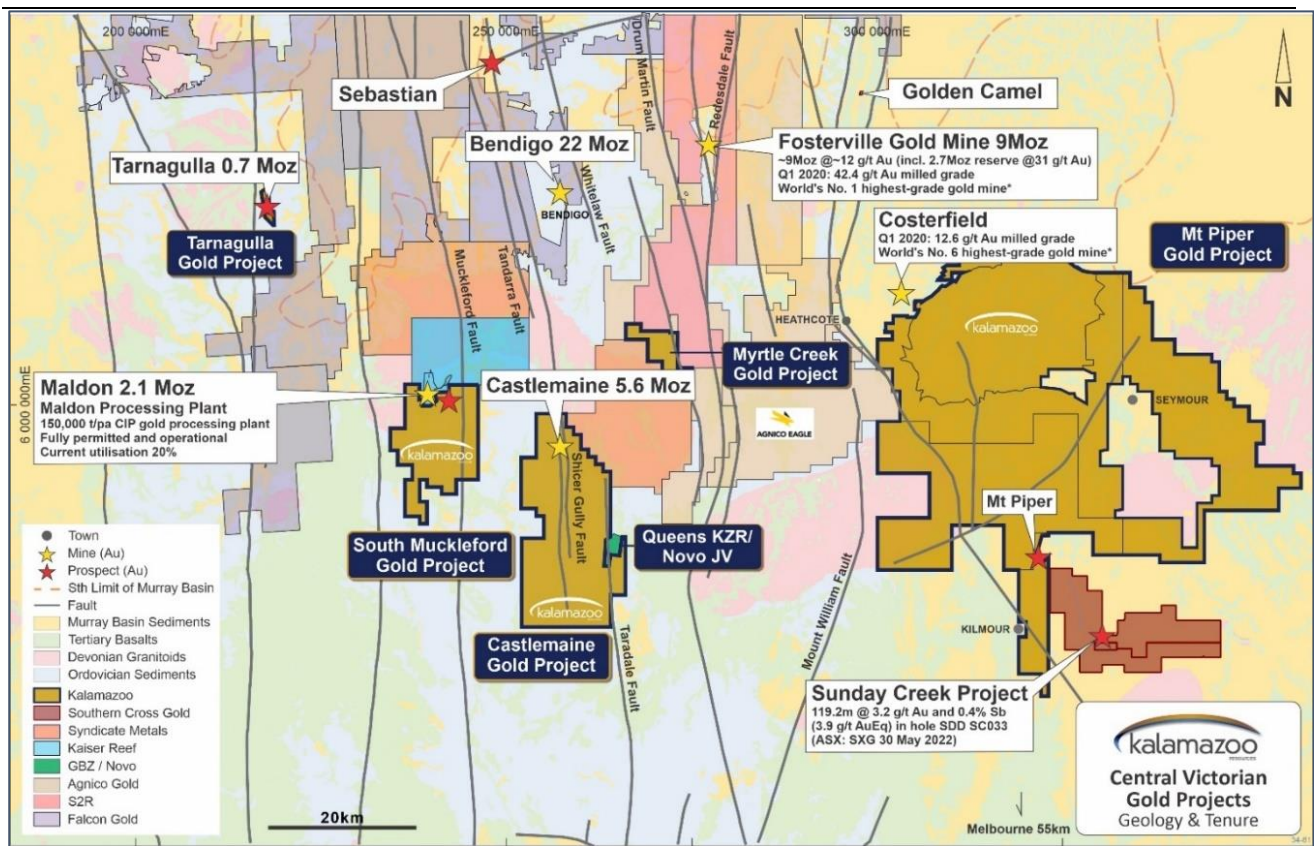 200 000mE
250 000mE
300 000mE
6 000 000mE
N
Sebastian
Golden Camel
Drum Martin Fault
Redesdale Fault
Tarnagulla 0.7 Moz
Bendigo 22 Moz
BENDIGO
Whitelaw Fault
Fosterville Gold Mine 9Moz
~9Moz @~12 g/t Au (incl. 2.7Moz reserve @31 g/t Au)
Q1 2020: 42.4 g/t Au milled grade
World's No. 1 highest-grade gold mine*
Costerfield
Q1 2020: 12.6 g/t Au milled grade
World's No. 6 highest-grade gold mine*
Mt Piper
Gold Project
Tarnagulla
Gold Project
Muckleford Fault
Tandarra Fault
HEATHCOTE
kalamazoo
Myrtle Creek
Gold Project
Maldon 2.1 Moz
Maldon Processing Plant
150,000 t/pa CIP gold processing plant
Fully permitted and operational
Current utilisation 20%
Castlemaine 5.6 Moz
AGNICO EAGLE
SEYMOUR
kalamazoo
Shicer Gully Fault
South Muckleford
Gold Project
Queens KZR/
Novo JV
Mt Piper
kalamazoo
Castlemaine
Gold Project
Taradale Fault
Mount William Fault
KILMOUR
Sunday Creek Project
119.2m @ 3.2 g/t Au and 0.4% Sb
(3.9 g/t AuEq) in hole SDD SC033
(ASX: SXG 30 May 2022)
Town
Mine (Au)
Prospect (Au)
Sth Limit of Murray Basin
Fault
Murray Basin Sediments
Tertiary Basalts
Devonian Granitoids
Ordovician Sediments
Kalamazoo
Southern Cross Gold
Syndicate Metals
Kaiser Reef
GBZ / Novo
Agnico Gold
S2R
Falcon Gold
20km
Melbourne 55km
kalamazoo
RESOURCES
Central Victorian
Gold Projects
Geology & Tenure